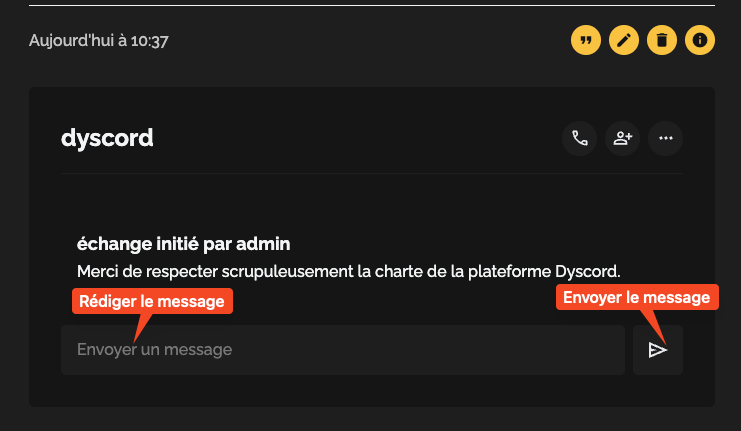 Aujourd'hui à 10:37
dyscord
échange initié par admin
Merci de respecter scrupuleusement la charte de la plateforme Dyscord.
Rédiger le message
Envoyer le message
Envoyer un message